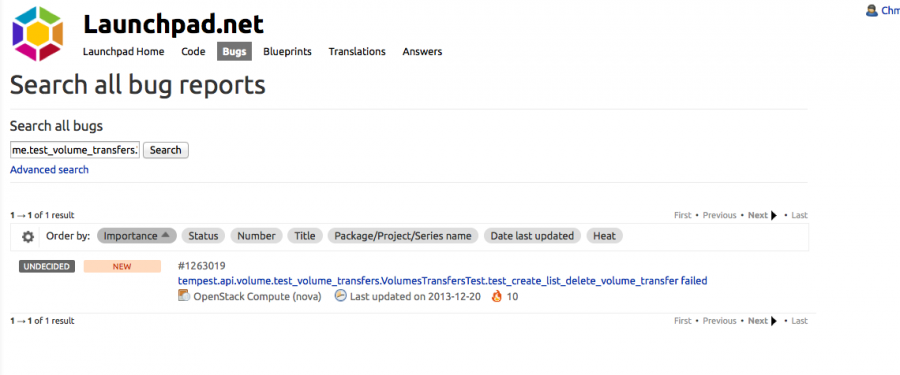 Launchpad.net
Launchpad Home Code Bugs Blueprints Translations Answers
Search all bug reports
Search all bugs
me.test_volume_transfers. Search
Advanced search
1 → 1 of 1 result First • Previous • Next • Last
Order by: Importance Status Number Title Package/Project/Series name Date last updated Heat
UNDECIDED NEW #1263019
tempest.api.volume.test_volume_transfers.VolumesTransfersTest.test_create_list_delete_volume_transfer failed
OpenStack Compute (nova) Last updated on 2013-12-20 10
1 → 1 of 1 result First • Previous • Next • Last